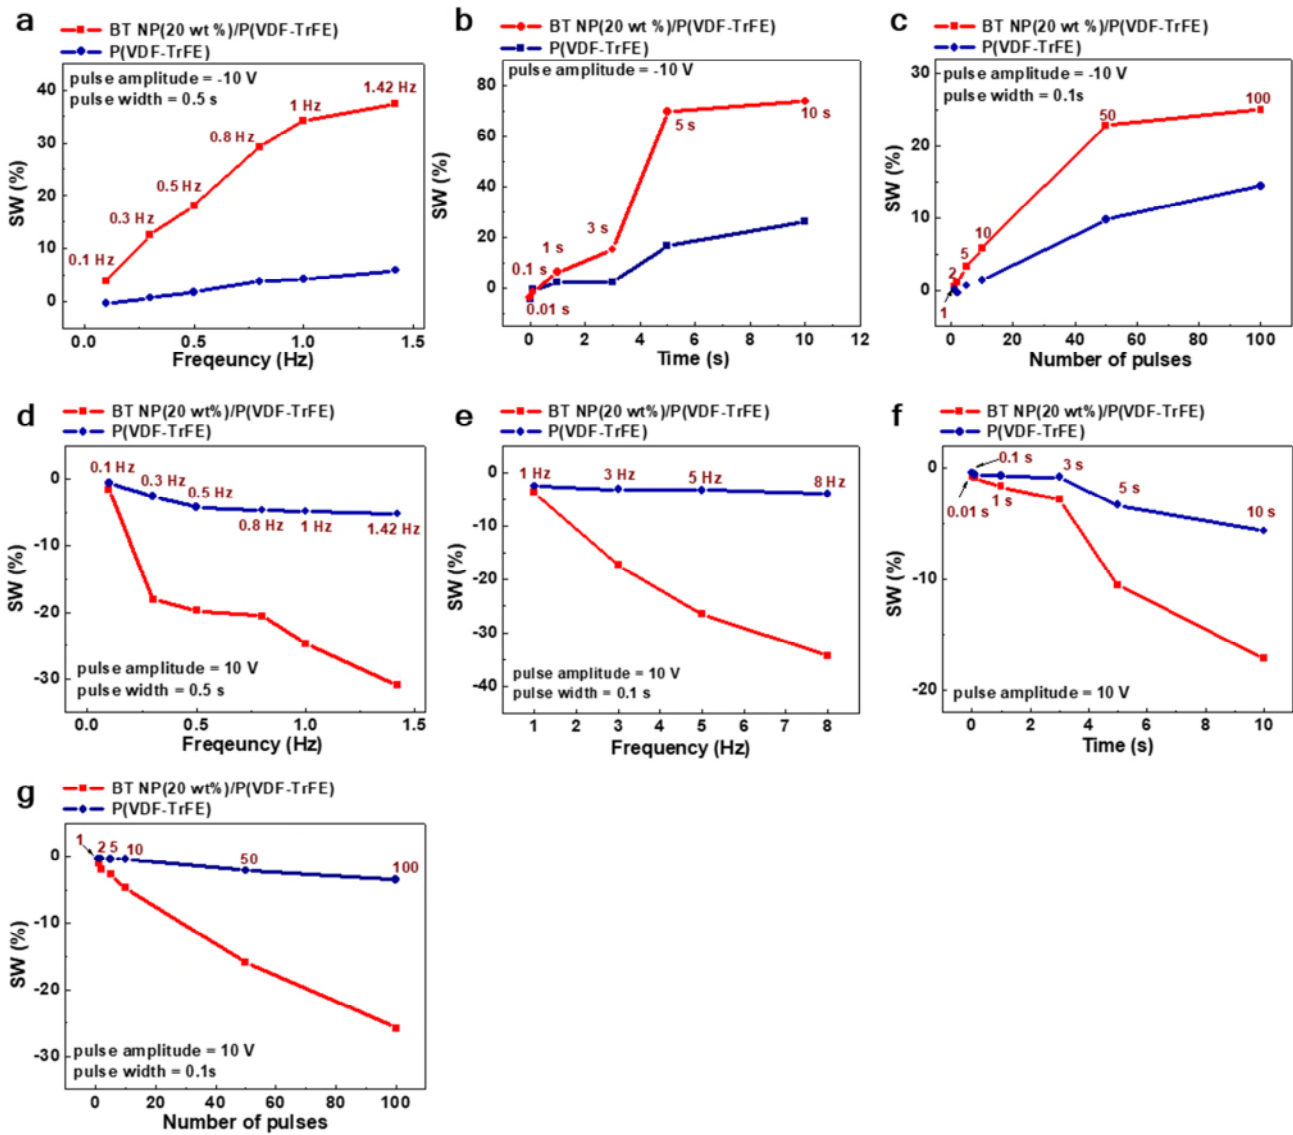 a
BT NP(20 wt %)/P(VDF-TrFE)
P(VDF-TrFE)
pulse amplitude = -10 V
pulse width = 0.5 s
0.1 Hz
0.3 Hz
0.5 Hz
0.8 Hz
1 Hz
1.42 Hz
40
30
20
10
0
SW (%)
0.0 0.5 1.0 1.5
Freqeuncy (Hz)
b
BT NP(20 wt %)/P(VDF-TrFE)
P(VDF-TrFE)
pulse amplitude = -10 V
0.01 s
0.1 s
1 s
3 s
5 s
10 s
80
60
40
20
0
SW (%)
0 2 4 6 8 10 12
Time (s)
c
BT NP(20 wt %)/P(VDF-TrFE)
P(VDF-TrFE)
pulse amplitude = -10 V
pulse width = 0.1s
1
2
5
10
50
100
30
20
10
0
SW (%)
0 20 40 60 80 100
Number of pulses
d
BT NP(20 wt%)/P(VDF-TrFE)
P(VDF-TrFE)
0.1 Hz
0.3 Hz
0.5 Hz
0.8 Hz
1 Hz
1.42 Hz
pulse amplitude = 10 V
pulse width = 0.5 s
0
-10
-20
-30
SW (%)
0.0 0.5 1.0 1.5
Freqeuncy (Hz)
e
BT NP(20 wt%)/P(VDF-TrFE)
P(VDF-TrFE)
1 Hz
3 Hz
5 Hz
8 Hz
pulse amplitude = 10 V
pulse width = 0.1 s
0
-10
-20
-30
-40
SW (%)
1 2 3 4 5 6 7 8
Frequency (Hz)
f
BT NP(20 wt%)/P(VDF-TrFE)
P(VDF-TrFE)
0.1 s
0.01 s
1 s
3 s
5 s
10 s
pulse amplitude = 10 V
0
-10
-20
SW (%)
0 2 4 6 8 10
Time (s)
g
BT NP(20 wt%)/P(VDF-TrFE)
P(VDF-TrFE)
1
2 5 10
50
100
pulse amplitude = 10 V
pulse width = 0.1s
0
-10
-20
-30
SW (%)
0 20 40 60 80 100
Number of pulses